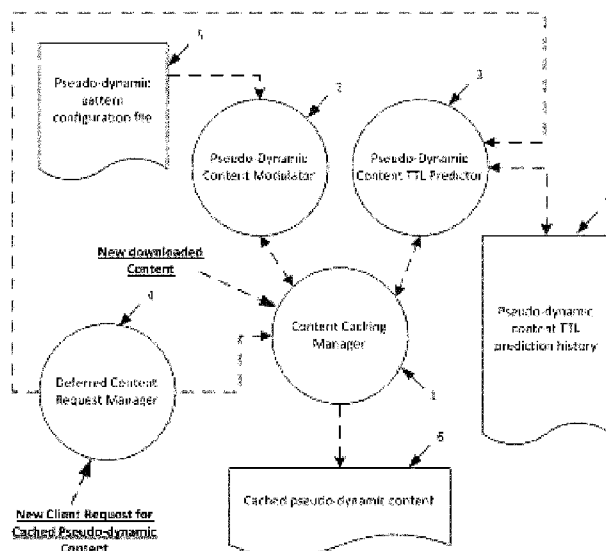 5
Pseudo-dynamic
pattern
configuration file
2
3
Pseudo-Dynamic
Content Modulator
Pseudo-Dynamic
Content TTL Predictor
New downloaded
Content
4
Content Caching
Manager
Pseudo-dynamic
content TTL
prediction history
Deferred Content
Request Manager
1
6
Cached pseudo-dynamic content
New Client Request for
Cached Pseudo-dynamic
Content